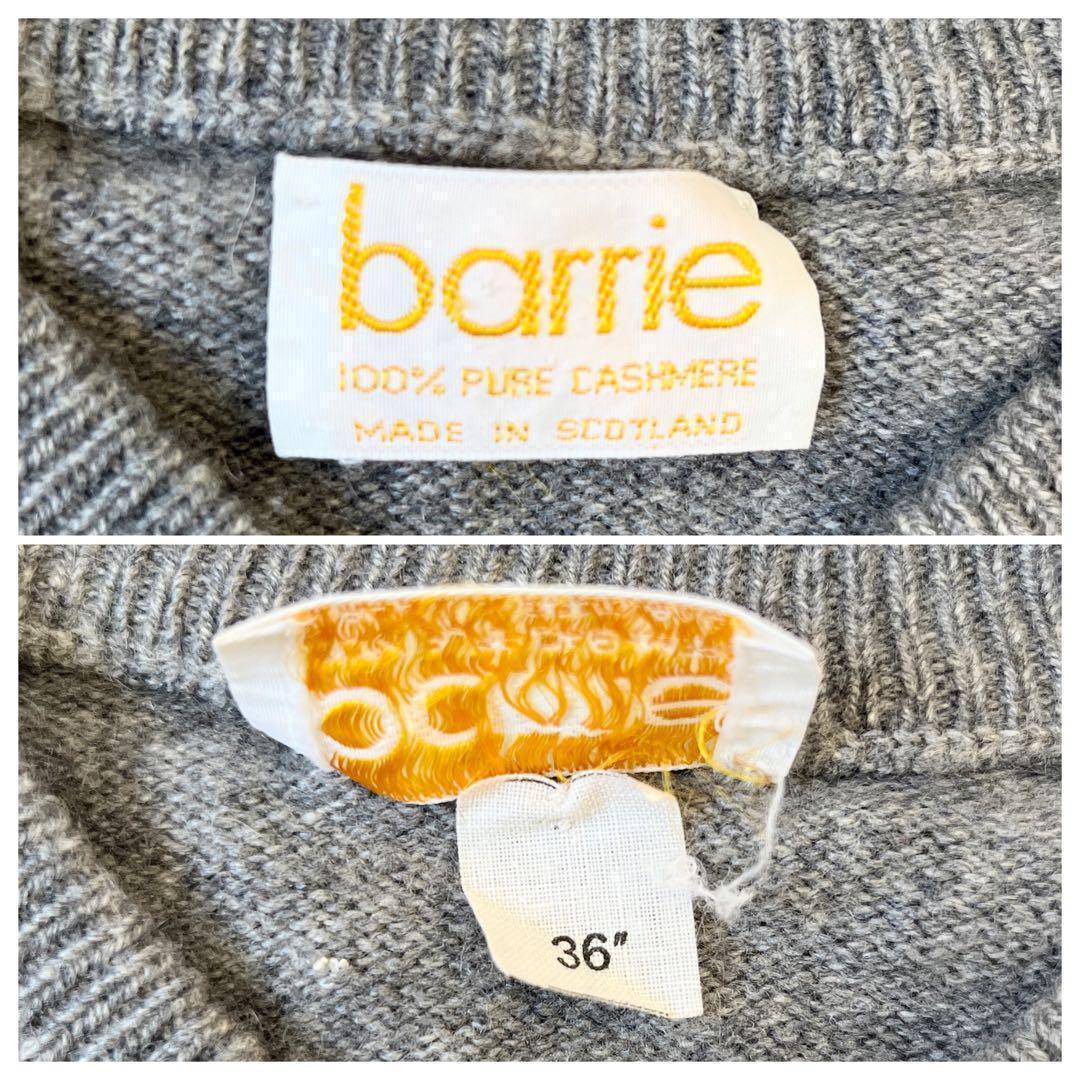 barrie
100% PURE CASHMERE
MADE IN SCOTLAND
36"